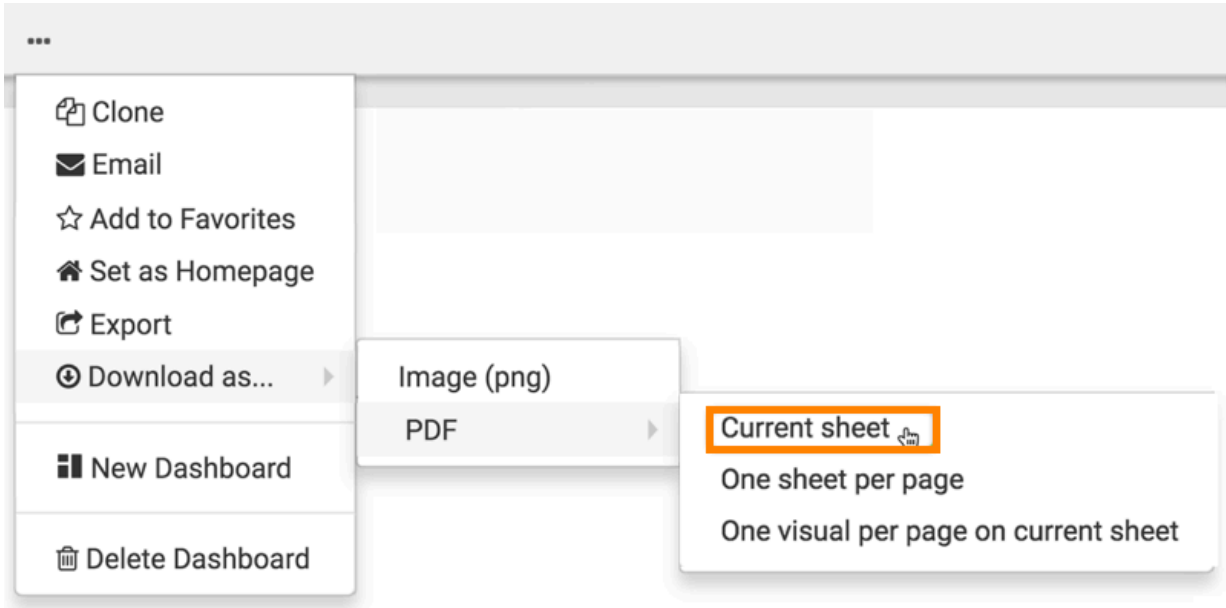 Clone
Email
Add to Favorites
Set as Homepage
Export
Download as...
Image (png)
PDF
Current sheet
One sheet per page
One visual per page on current sheet
New Dashboard
Delete Dashboard